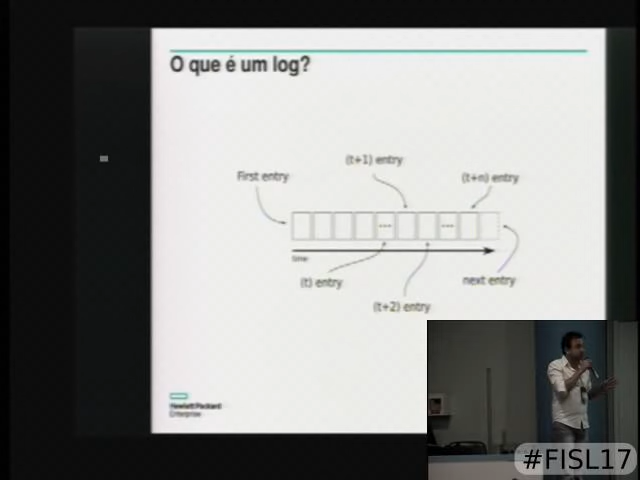 O que é um log?
(t+1) entry
First entry
(t+n) entry
time
(t) entry
next entry
(t+2) entry
Hewlett Packard
Enterprise
#FISL17